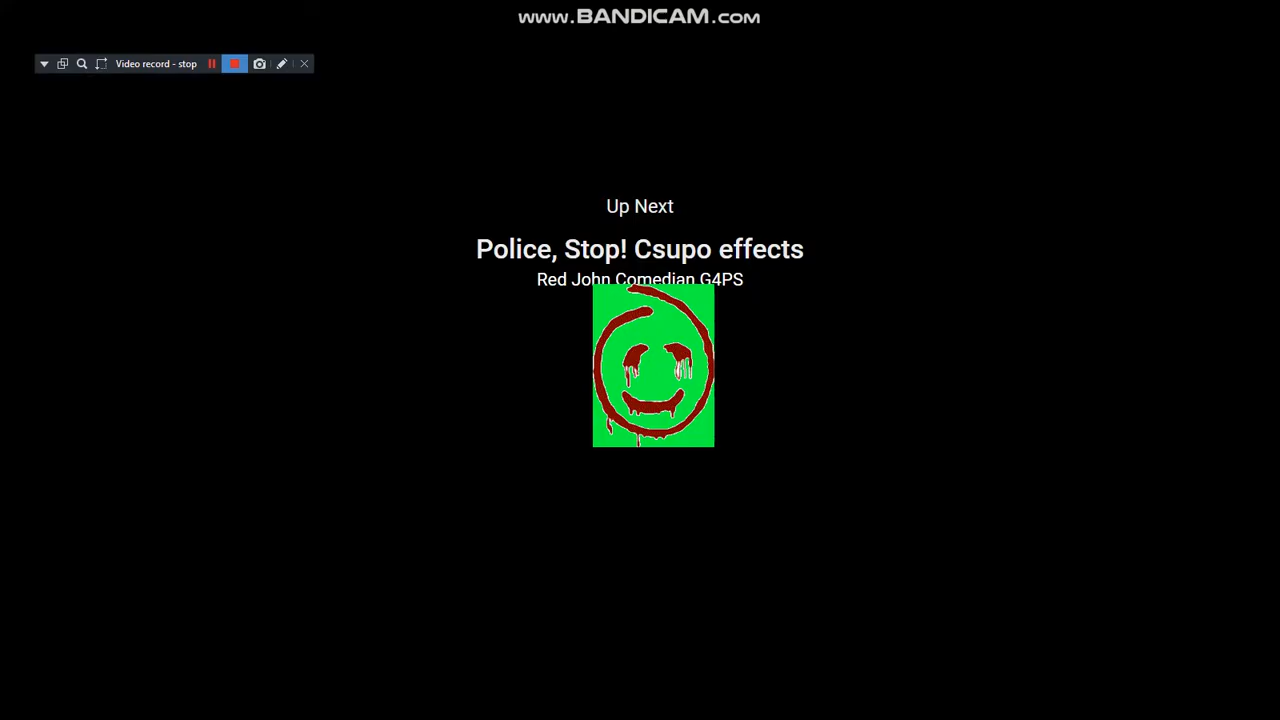 www.BANDICAM.com
Video record - stop
Up Next
Police, Stop! Csupo effects
Red John Comedian G4PS